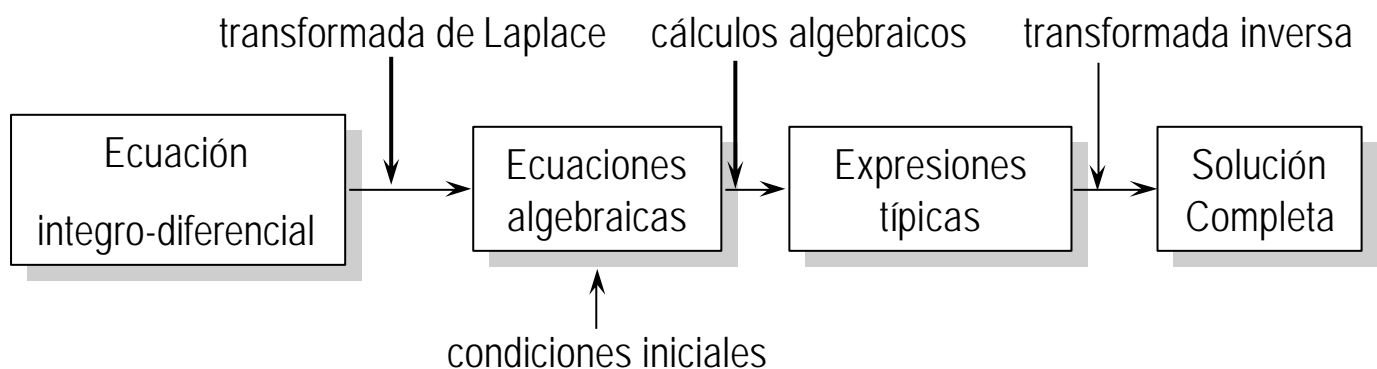 transformada de Laplace
cálculos algebraicos
transformada inversa
Ecuación
integro-diferencial
Ecuaciones
algebraicas
Expresiones
típicas
Solución
Completa
condiciones iniciales